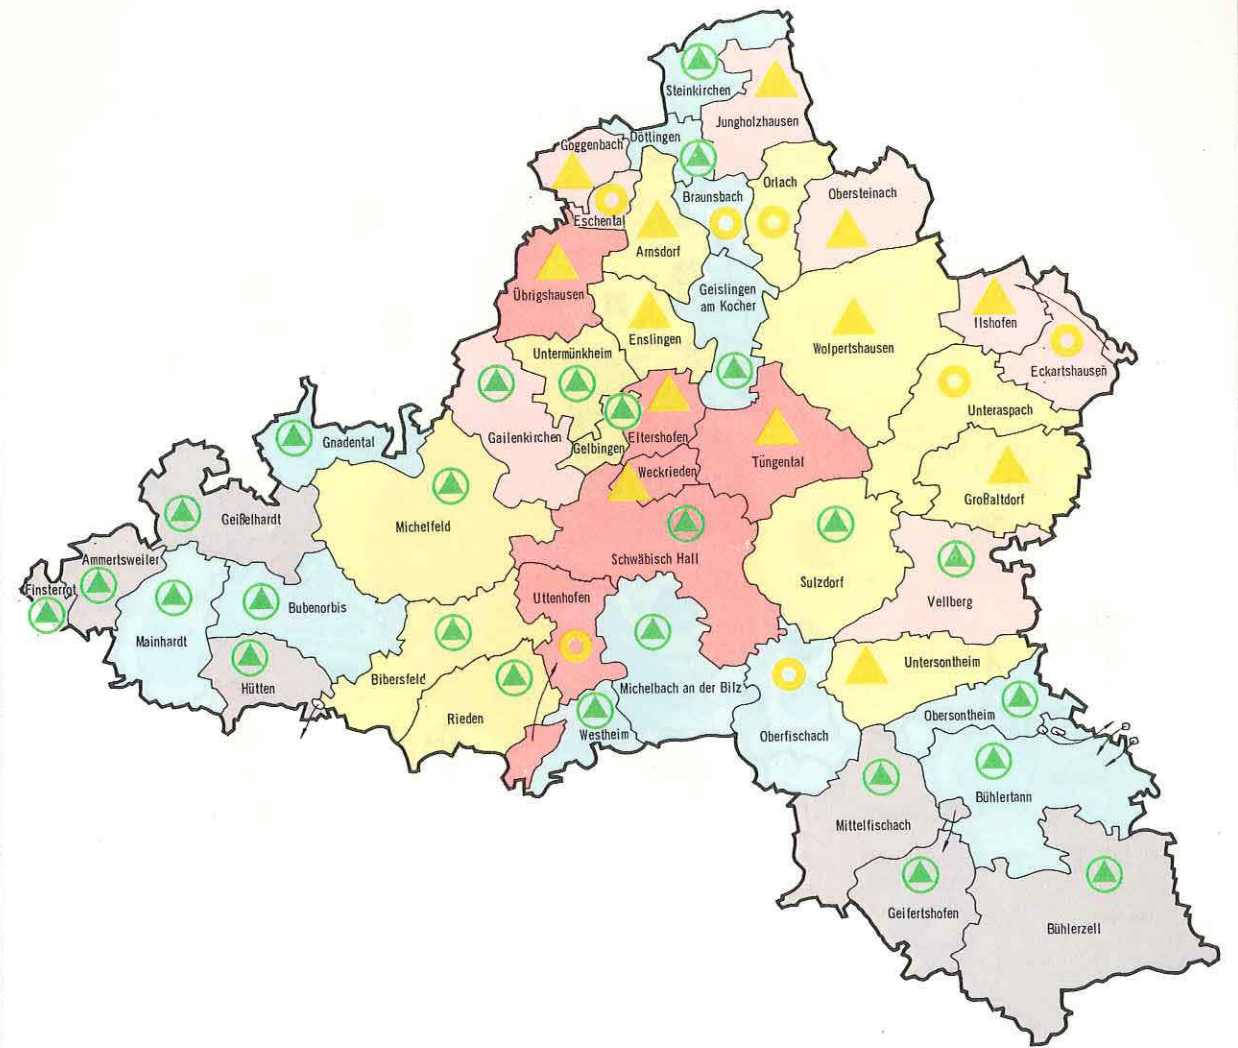 Steinkirchen
Jungholzhausen
Döttingen
Goggenbach
Orlach
Braunsbach
Obersteinach
Eschental
Arnsdorf
Übrigshausen
Geislingen
am Kocher
Ilshofen
Enslingen
Wolpertshausen
Untermünkheim
Eckartshausen
Unteraspach
Gailenkirchen
Eltershofen
Gnadental
Gelbingen
Tüngental
Weckrieden
Großaltdorf
Geißelhardt
Michelfeld
Schwäbisch Hall
Ammertsweiler
Sulzdorf
Finsterrot
Uttenhofen
Vellberg
Bubenorbis
Mainhardt
Untersontheim
Bibersfeld
Michelbach an der Bilz
Hütten
Rieden
Obersontheim
Westheim
Oberfischach
Bühlertann
Mittelfischach
Geifertshofen
Bühlerzell